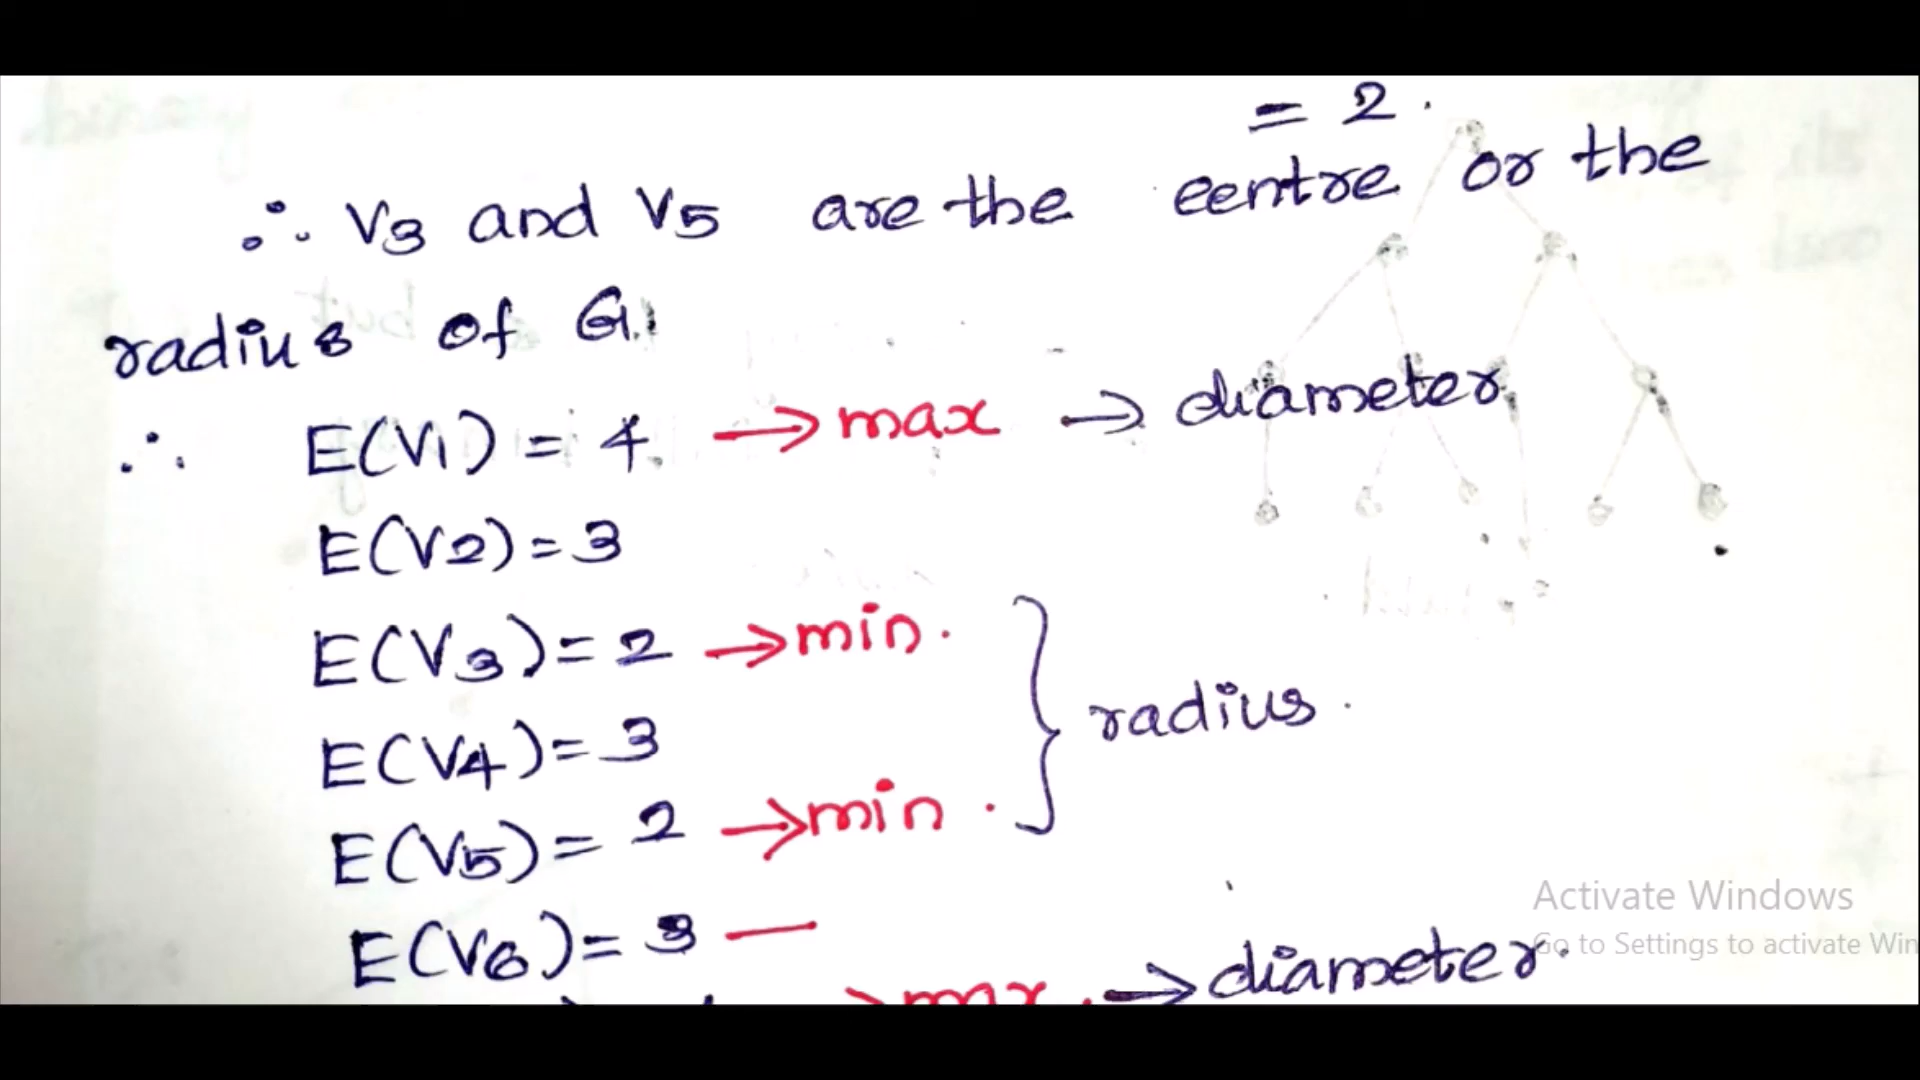 = 2.
∴ V3 and V5 are the centre or the
radius of G.
∴ E(V1) = 4 → max → diameter
E(V2) = 3
E(V3) = 2 → min.
E(V4) = 3
radius.
E(V5) = 2 → min.
E(V6) = 3 —
→ max. → diameter.
Activate Windows
Go to Settings to activate Win